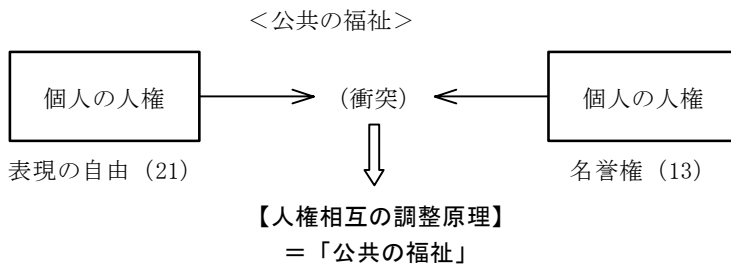 ＜公共の福祉＞
個人の人権
(衝突)
個人の人権
表現の自由（21）
名誉権（13）
【人権相互の調整原理】
＝「公共の福祉」